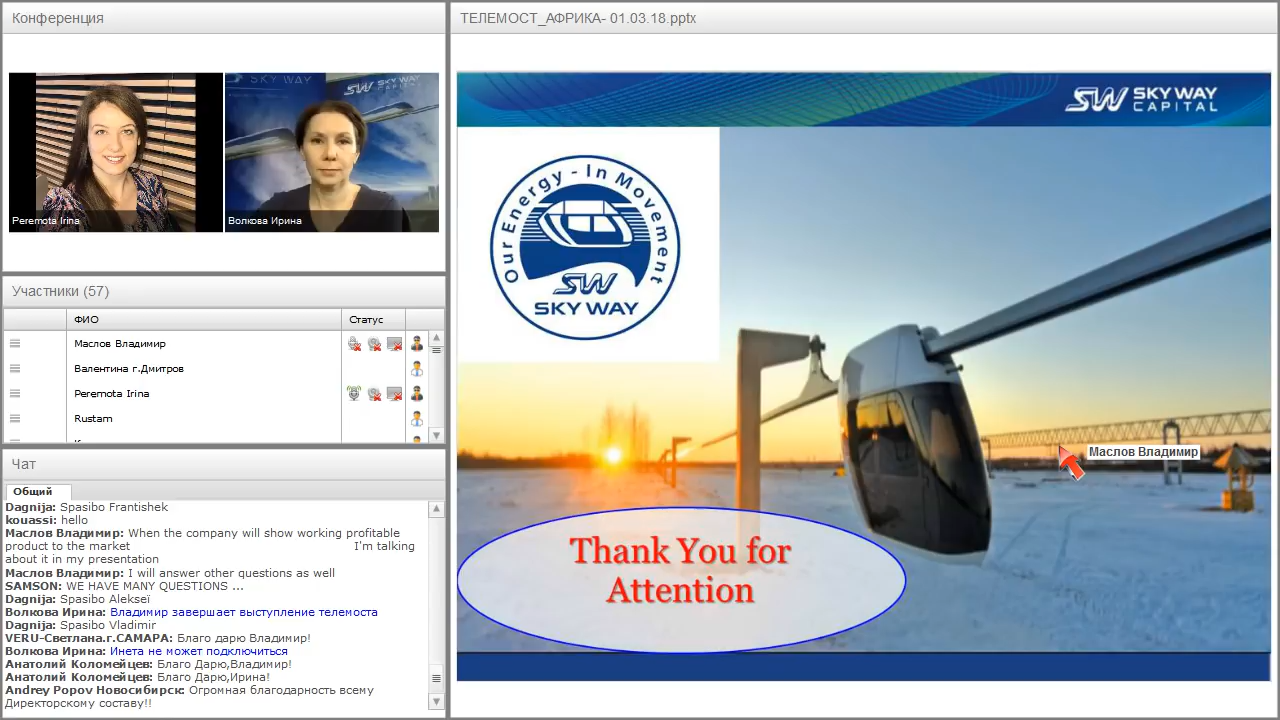 Конференция
Peremota Irina
Волкова Ирина
Участники (57)
ФИО
Статус
Маслов Владимир
Валентина г.Дмитров
Peremota Irina
Rustam
Чат
Общий
Dagnija: Spasibo Frantishek
kouassi: hello
Маслов Владимир: When the company will show working profitable
product to the market I'm talking
about it in my presentation
Маслов Владимир: I will answer other questions as well
SAMSON: WE HAVE MANY QUESTIONS ...
Dagnija: Spasibo Alekseï
Волкова Ирина: Владимир завершает выступление телемоста
Dagnija: Spasibo Vladimir
VERU-Светлана.г.САМАРА: Благо дарю Владимир!
Волкова Ирина: Инета не может подключиться
Анатолий Коломейцев: Благо Дарю,Владимир!
Анатолий Коломейцев: Благо Дарю,Ирина!
Andrey Popov Новосибирск: Огромная благодарность всему
Директорскому составу!!
ТЕЛЕМОСТ_АФРИКА- 01.03.18.pptx
SW SKY WAY
CAPITAL
Our Energy - In Movement
SW
SKY WAY
Маслов Владимир
Thank You for
Attention